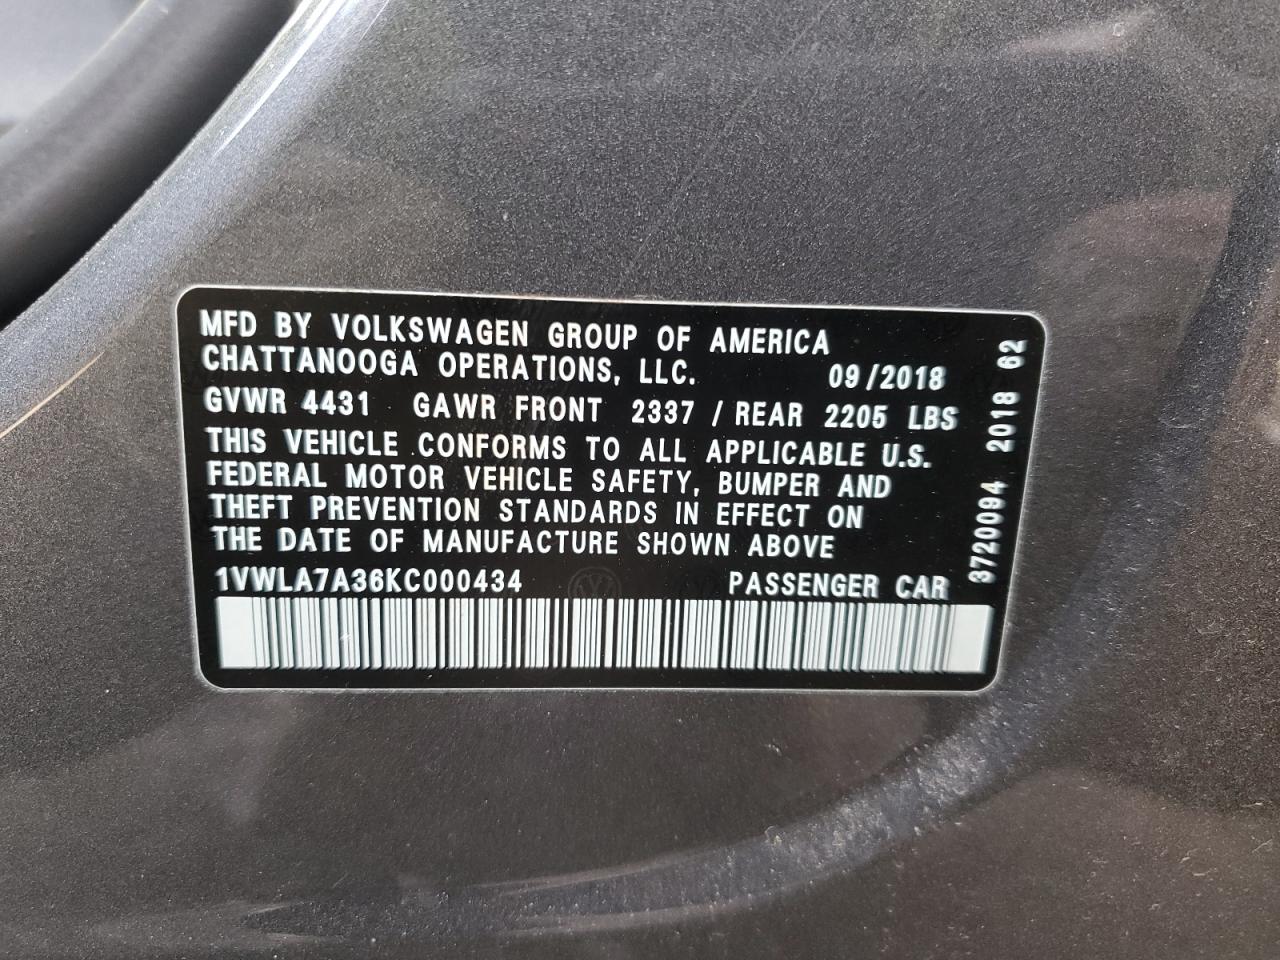 MFD BY VOLKSWAGEN GROUP OF AMERICA
CHATTANOOGA OPERATIONS, LLC. 09/2018
GVWR 4431 GAWR FRONT 2337 / REAR 2205 LBS
THIS VEHICLE CONFORMS TO ALL APPLICABLE U.S.
FEDERAL MOTOR VEHICLE SAFETY, BUMPER AND
THEFT PREVENTION STANDARDS IN EFFECT ON
THE DATE OF MANUFACTURE SHOWN ABOVE
1VWLA7A36KC000434 PASSENGER CAR
3720094 2018 62